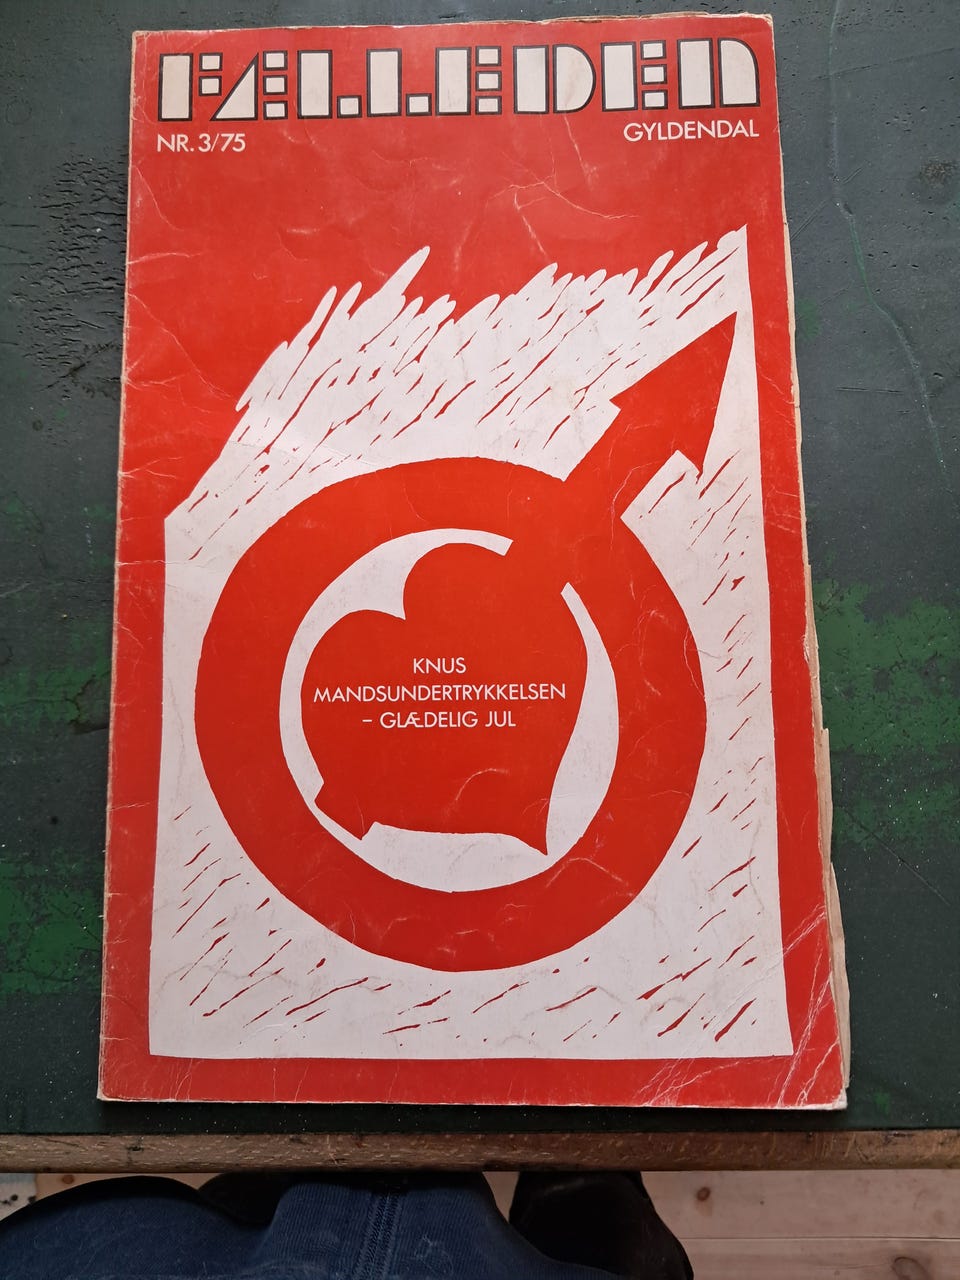 FÆLLEDEN
NR. 3/75
GYLDENDAL
KNUS
MANDSUNDERTRYKKELSEN
– GLÆDELIG JUL